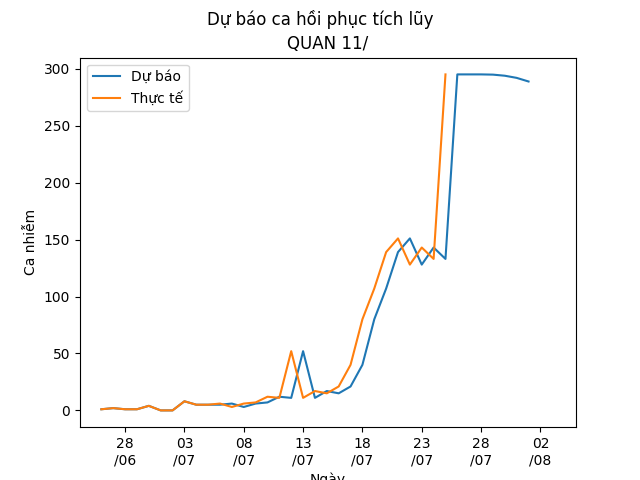 Dự báo ca hồi phục tích lũy
QUAN 11/
Dự báo
Thực tế
Ca nhiễm
300
250
200
150
100
50
0
28 03 08 13 18 23 28 02
/06 /07 /07 /07 /07 /07 /07 /08
Ngày